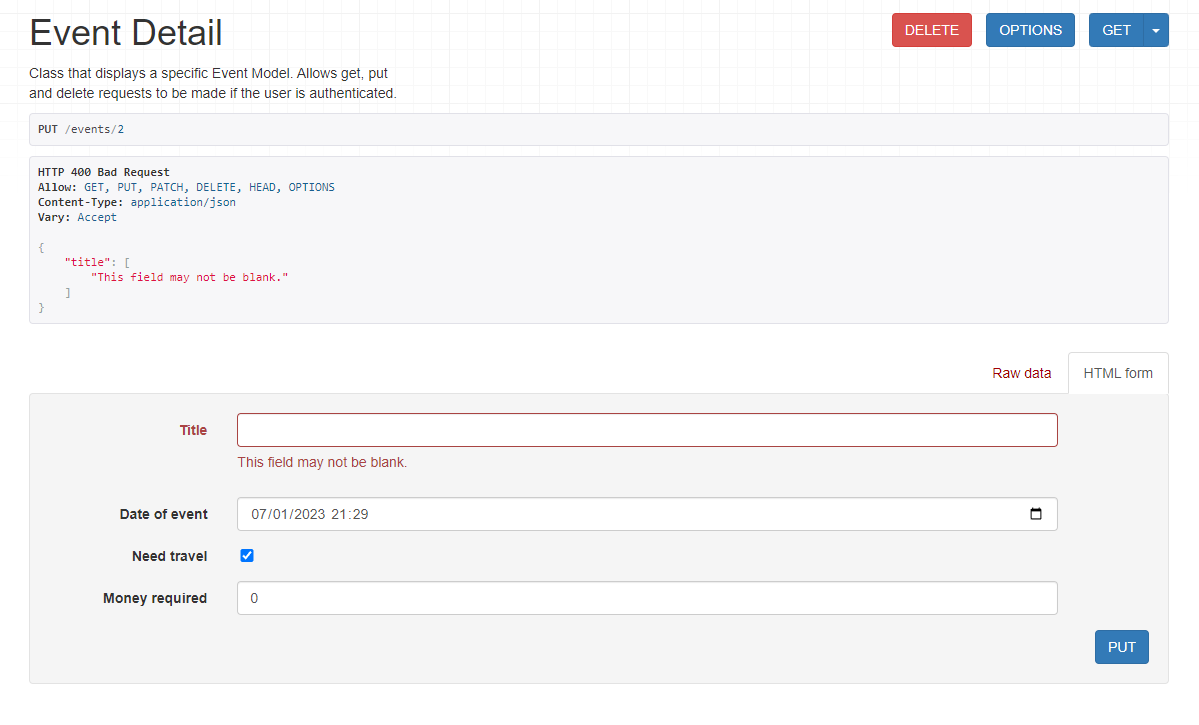 Event Detail
DELETE
OPTIONS
GET
Class that displays a specific Event Model. Allows get, put
and delete requests to be made if the user is authenticated.
PUT /events/2
HTTP 400 Bad Request
Allow: GET, PUT, PATCH, DELETE, HEAD, OPTIONS
Content-Type: application/json
Vary: Accept
{
    "title": [
        "This field may not be blank."
    ]
}
Raw data
HTML form
Title
This field may not be blank.
Date of event
07/01/2023 21:29
Need travel
Money required
0
PUT